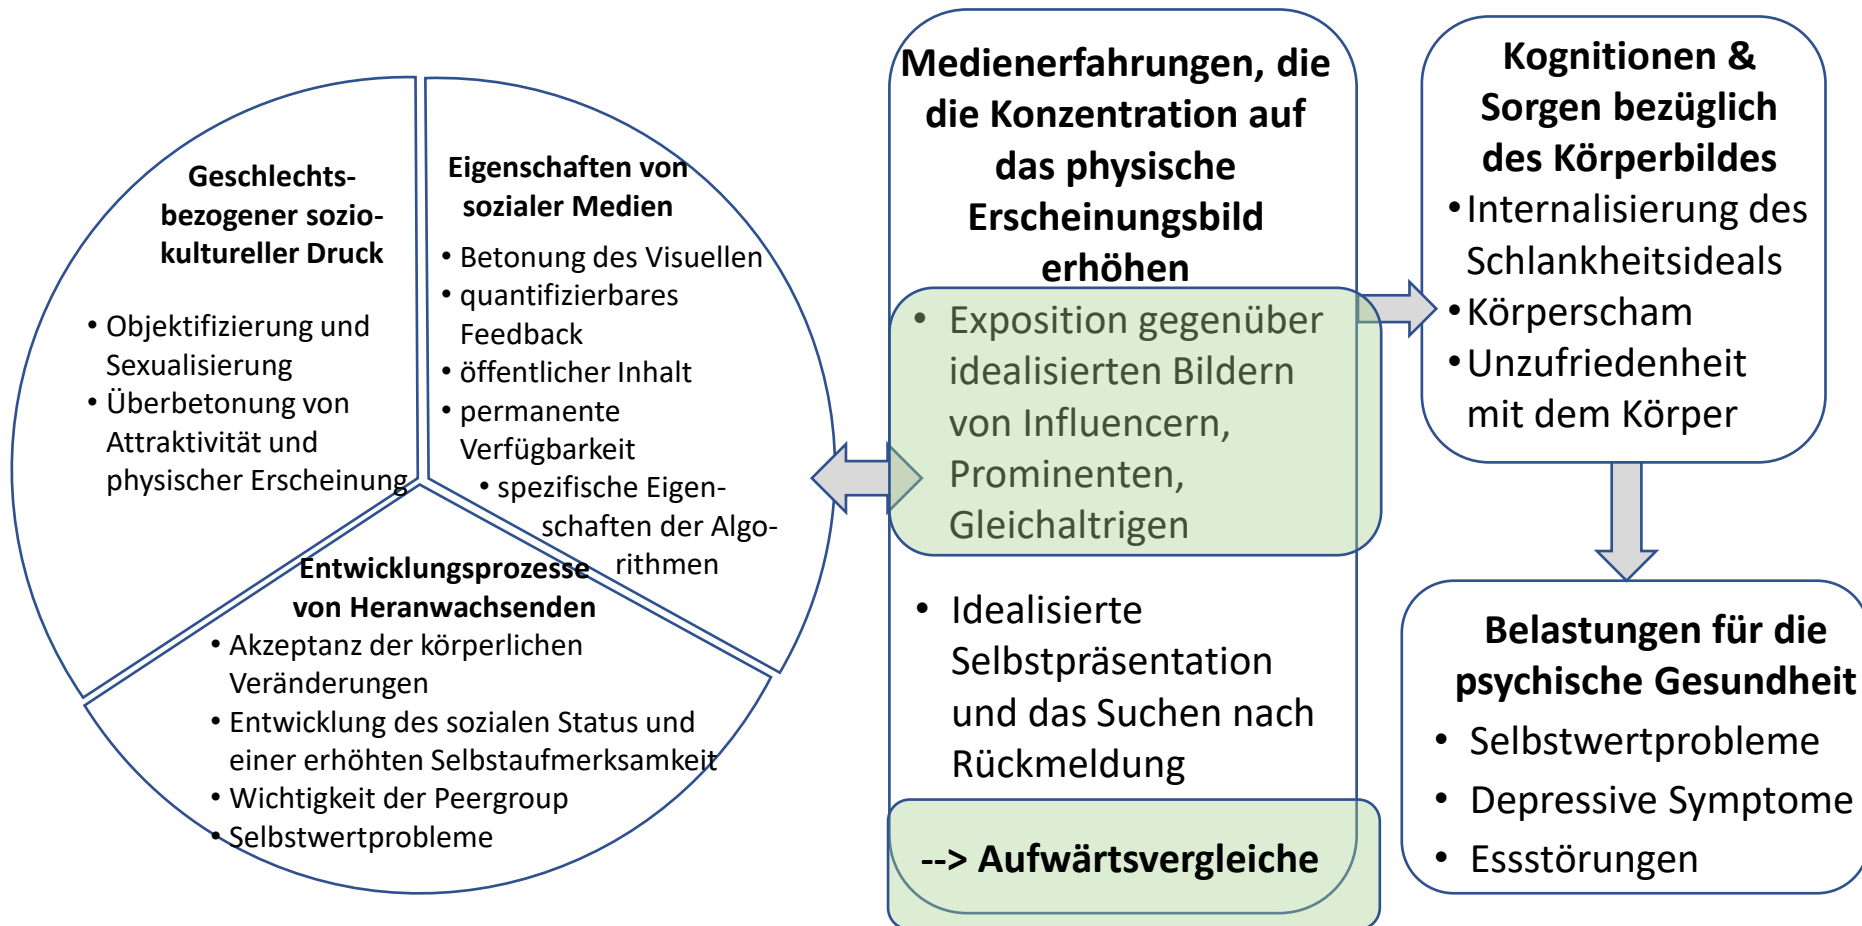 Geschlechts-
bezogener sozio-
kultureller Druck
• Objektifizierung und
Sexualisierung
• Überbetonung von
Attraktivität und
physischer Erscheinung
Eigenschaften von
sozialer Medien
• Betonung des Visuellen
• quantifizierbares
Feedback
• öffentlicher Inhalt
• permanente
Verfügbarkeit
• spezifische Eigen-
schaften der Algo-
rithmen
Entwicklungsprozesse
von Heranwachsenden
• Akzeptanz der körperlichen
Veränderungen
• Entwicklung des sozialen Status und
einer erhöhten Selbstaufmerksamkeit
• Wichtigkeit der Peergroup
• Selbstwertprobleme
Medienerfahrungen, die
die Konzentration auf
das physische
Erscheinungsbild
erhöhen
• Exposition gegenüber
idealisierten Bildern
von Influencern,
Prominenten,
Gleichaltrigen
• Idealisierte
Selbstpräsentation
und das Suchen nach
Rückmeldung
--> Aufwärtsvergleiche
Kognitionen &
Sorgen bezüglich
des Körperbildes
• Internalisierung des
Schlankheitsideals
• Körperscham
• Unzufriedenheit
mit dem Körper
Belastungen für die
psychische Gesundheit
• Selbstwertprobleme
• Depressive Symptome
• Essstörungen